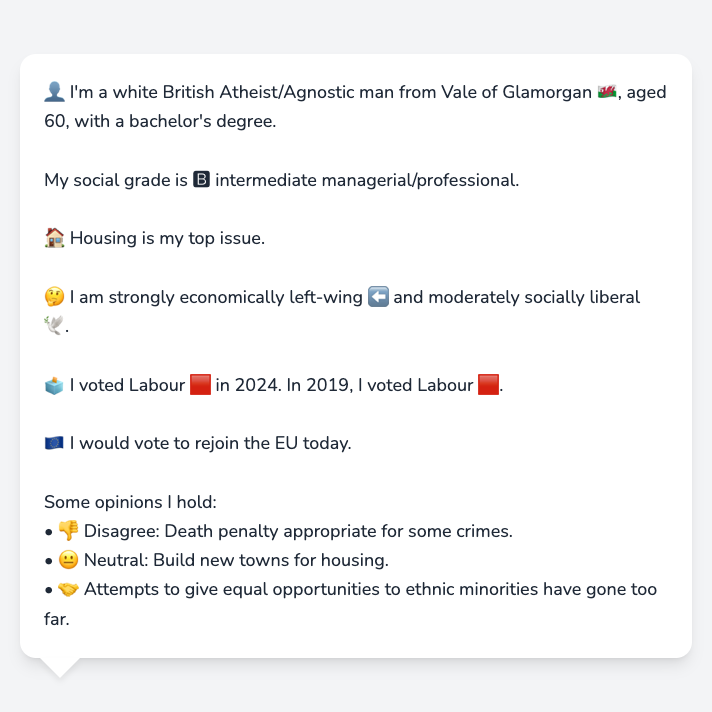 👤 I'm a white British Atheist/Agnostic man from Vale of Glamorgan 🏴󠁧󠁢󠁷󠁬󠁳󠁿, aged
60, with a bachelor's degree.
My social grade is 🅱 intermediate managerial/professional.
🏠 Housing is my top issue.
🤔 I am strongly economically left-wing ⬅️ and moderately socially liberal
🕊️.
🗳️ I voted Labour 🟥 in 2024. In 2019, I voted Labour 🟥.
🇪🇺 I would vote to rejoin the EU today.
Some opinions I hold:
• 👎 Disagree: Death penalty appropriate for some crimes.
• 😐 Neutral: Build new towns for housing.
• 🤝 Attempts to give equal opportunities to ethnic minorities have gone too
far.